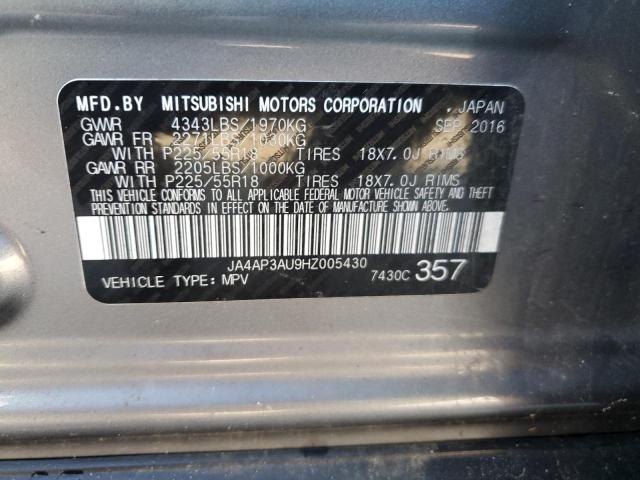 MFD.BY MITSUBISHI MOTORS CORPORATION , JAPAN
GVWR 4343LBS/1970KG SEP 2016
GAWR FR 2271LBS/1030KG
WITH P225/55R18 TIRES 18X7.0J RIMS
GAWR RR 2205LBS/1000KG
WITH P225/55R18 TIRES 18X7.0J RIMS
THIS VEHICLE CONFORMS TO ALL APPLICABLE FEDERAL MOTOR VEHICLE SAFETY AND THEFT
PREVENTION STANDARDS IN EFFECT ON THE DATE OF MANUFACTURE SHOWN ABOVE.
JA4AP3AU9HZ005430
VEHICLE TYPE: MPV 7430C 357